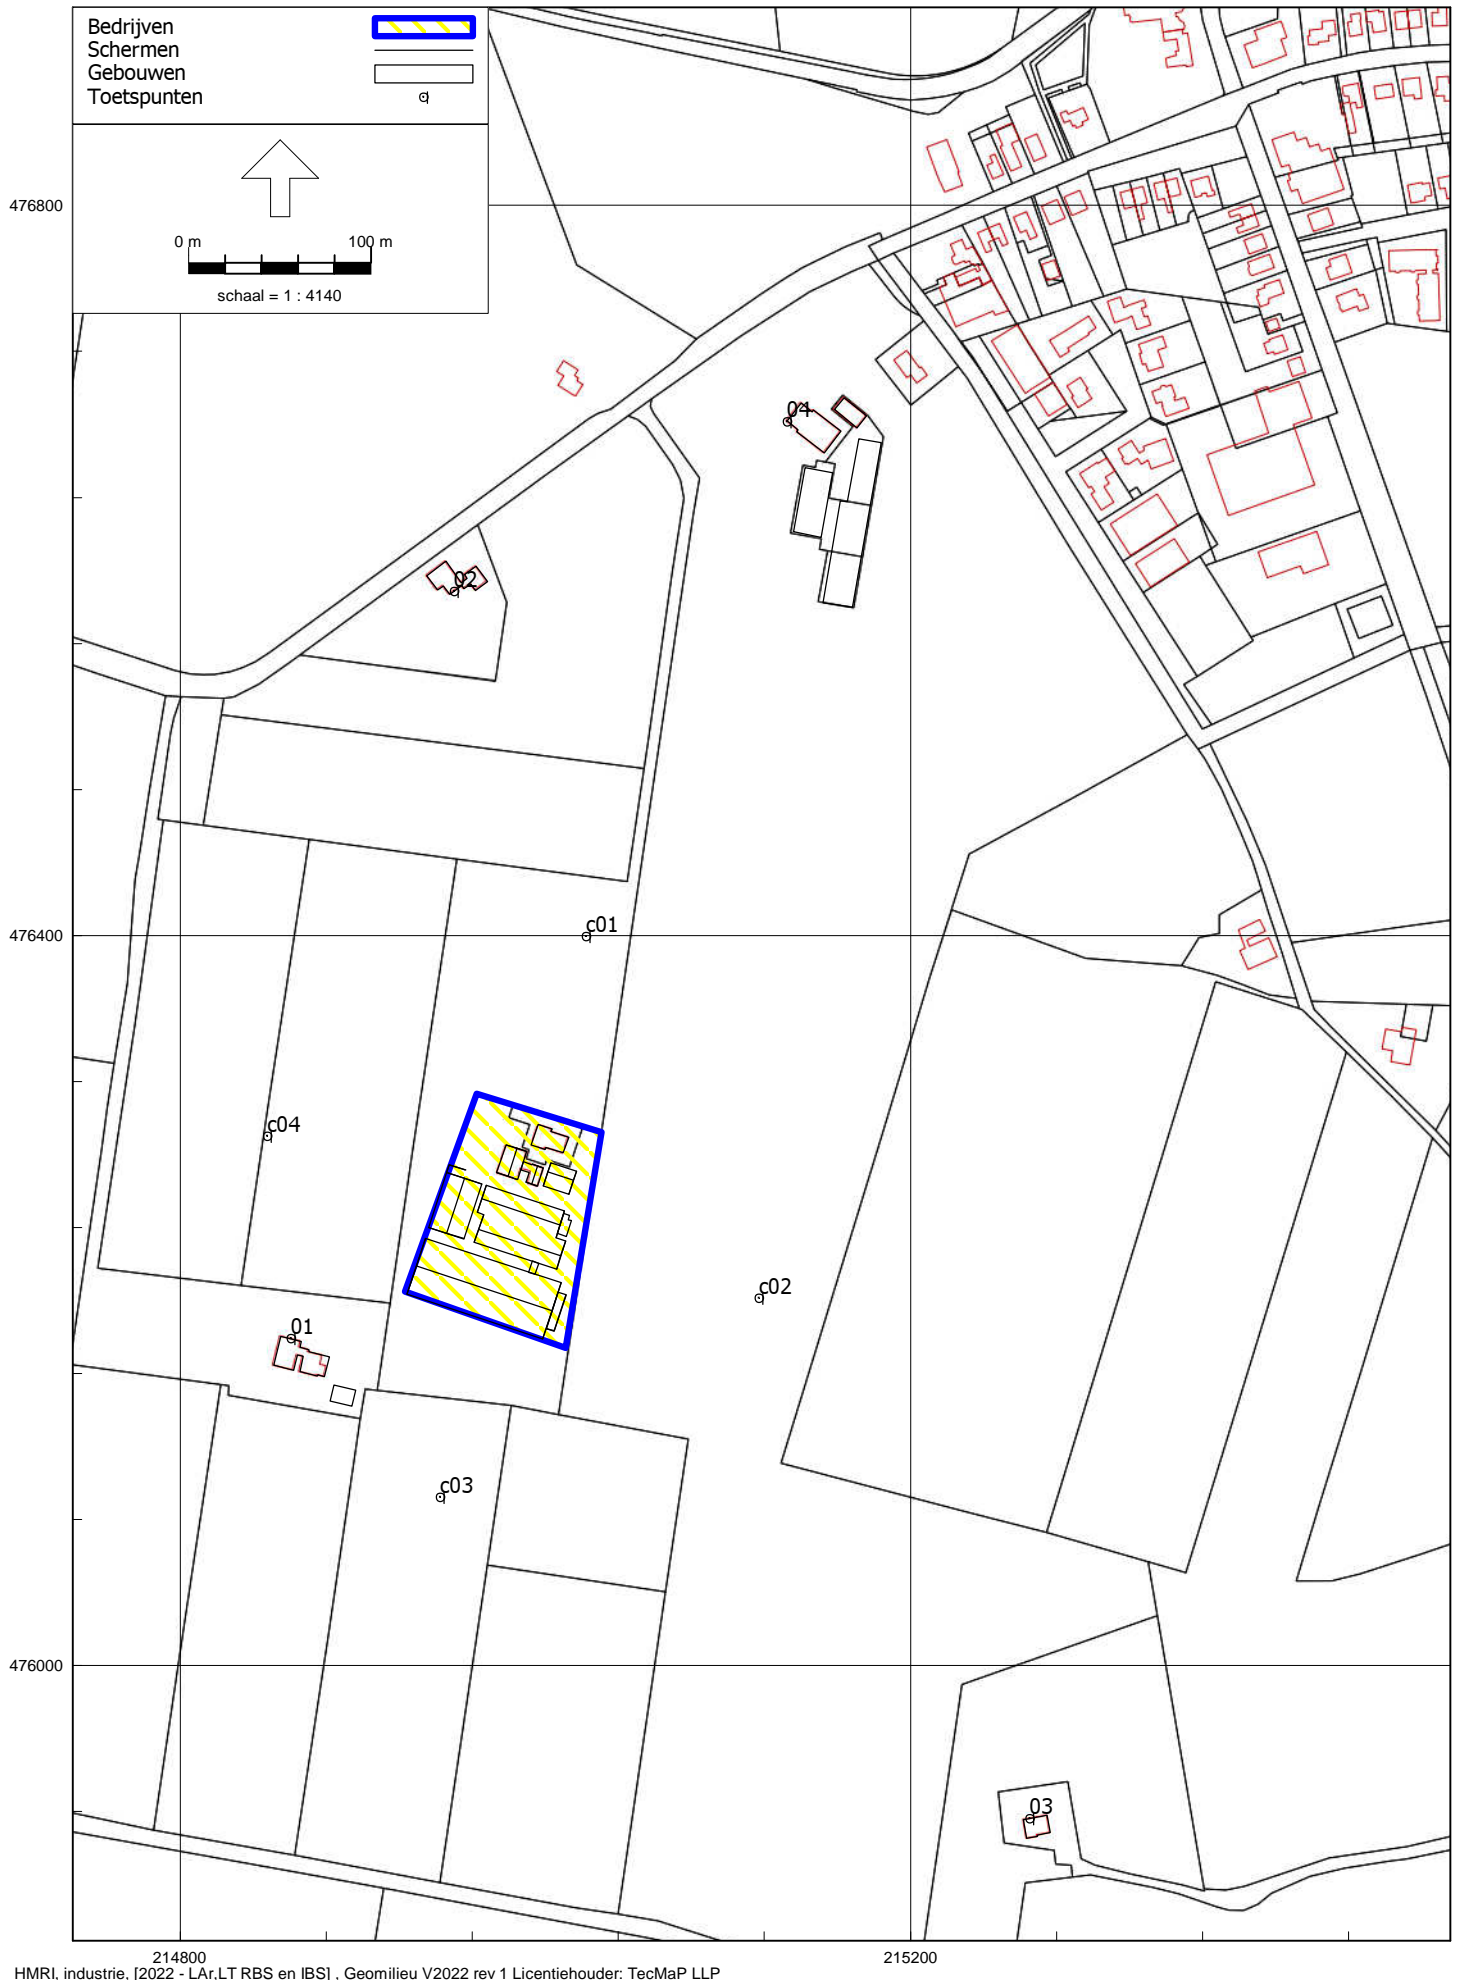 Bedrijven
Schermen
Gebouwen
Toetspunten
0 m 100 m
schaal = 1 : 4140
476800
04
02
476400
c01
c04
c02
01
c03
476000
03
214800 215200
HMRI, industrie, [2022 - LAr,LT RBS en IBS] , Geomilieu V2022 rev 1 Licentiehouder: TecMaP LLP